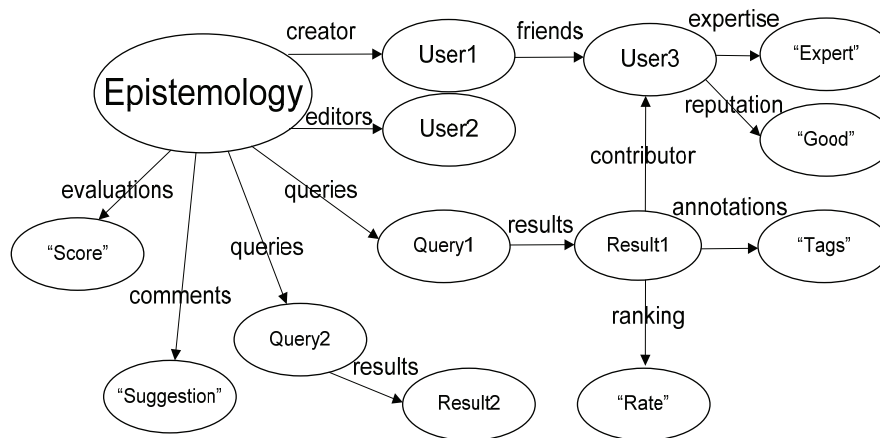 creator
friends
expertise
User1
User3
“Expert”
Epistemology
reputation
editors
User2
“Good”
contributor
evaluations
queries
annotations
results
“Score”
queries
Query1
Result1
“Tags”
comments
ranking
Query2
results
“Suggestion”
Result2
“Rate”